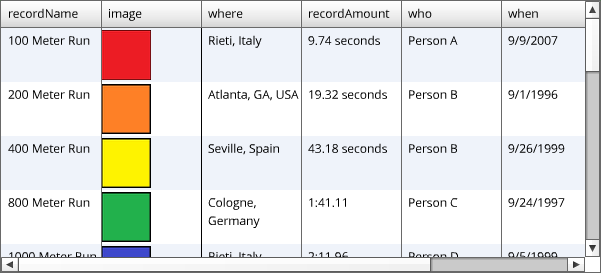 recordName image where recordAmount who when
100 Meter Run Rieti, Italy 9.74 seconds Person A 9/9/2007
200 Meter Run Atlanta, GA, USA 19.32 seconds Person B 9/1/1996
400 Meter Run Seville, Spain 43.18 seconds Person B 9/26/1999
800 Meter Run Cologne, 1:41.11 Person C 9/24/1997
Germany
1000 Meter Run Rieti, Italy 2:11.96 Person D 9/5/1999